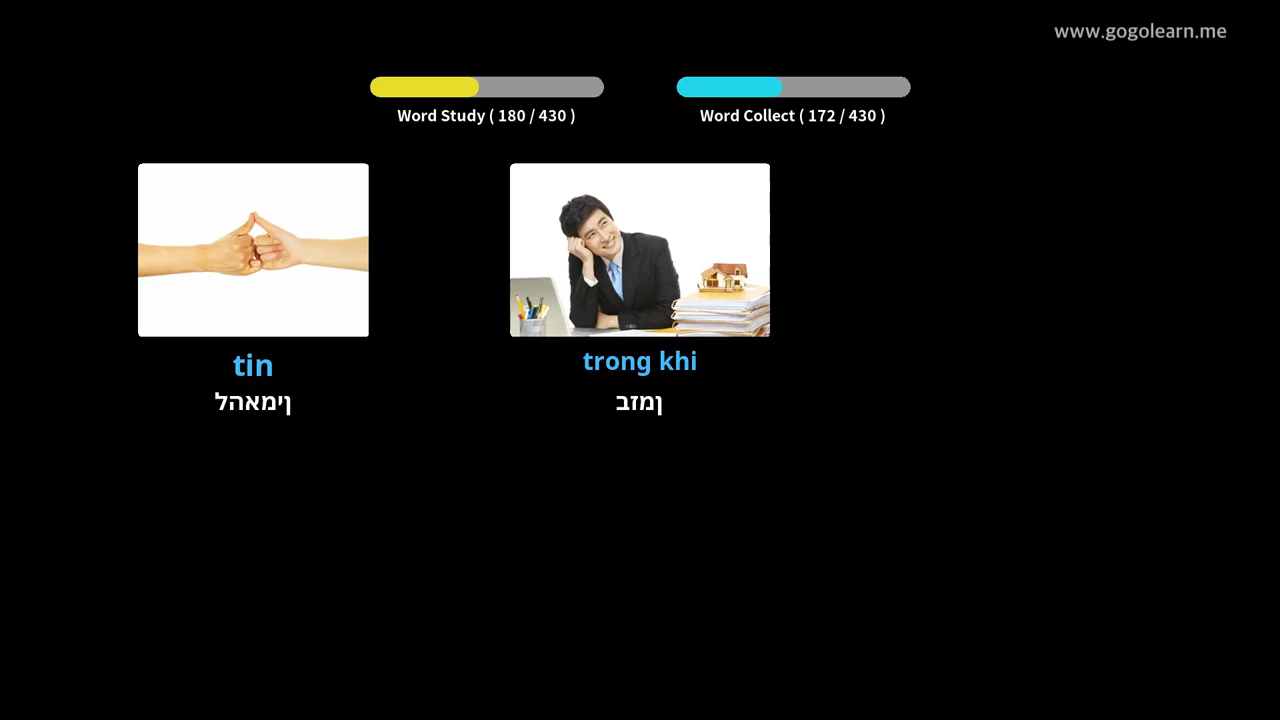 www.gogolearn.me
Word Study ( 180 / 430 )
Word Collect ( 172 / 430 )
tin
להאמין
trong khi
בזמן